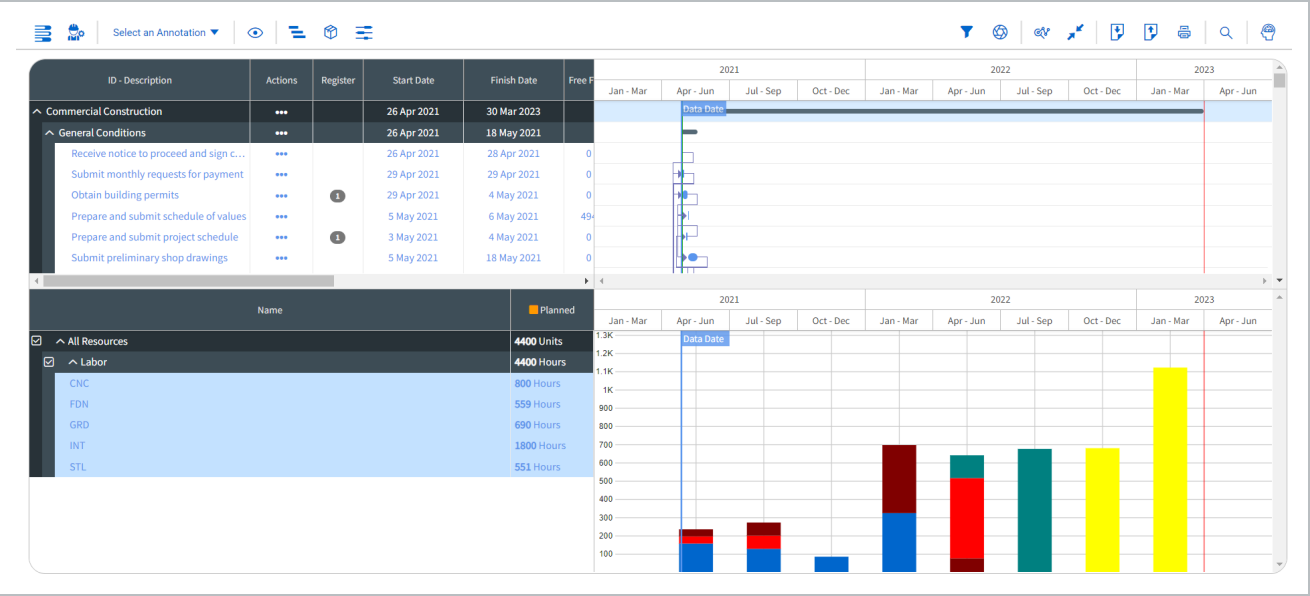 Select an Annotation
ID - Description Actions Register Start Date Finish Date Free F
2021 2022 2023
Jan - Mar Apr - Jun Jul - Sep Oct - Dec Jan - Mar Apr - Jun Jul - Sep Oct - Dec Jan - Mar Apr - Jun
Commercial Construction ••• 26 Apr 2021 30 Mar 2023 Data Date
General Conditions ••• 26 Apr 2021 18 May 2021
Receive notice to proceed and sign c... ••• 26 Apr 2021 28 Apr 2021 0
Submit monthly requests for payment ••• 29 Apr 2021 29 Apr 2021 0
Obtain building permits ••• 1 29 Apr 2021 4 May 2021 0
Prepare and submit schedule of values ••• 5 May 2021 6 May 2021 494
Prepare and submit project schedule ••• 1 3 May 2021 4 May 2021 0
Submit preliminary shop drawings ••• 5 May 2021 18 May 2021 0
Name Planned
2021 2022 2023
Jan - Mar Apr - Jun Jul - Sep Oct - Dec Jan - Mar Apr - Jun Jul - Sep Oct - Dec Jan - Mar Apr - Jun
All Resources 4400 Units
Labor 4400 Hours
CNC 800 Hours
FDN 559 Hours
GRD 690 Hours
INT 1800 Hours
STL 551 Hours
Data Date
1.3K
1.2K
1.1K
1K
900
800
700
600
500
400
300
200
100